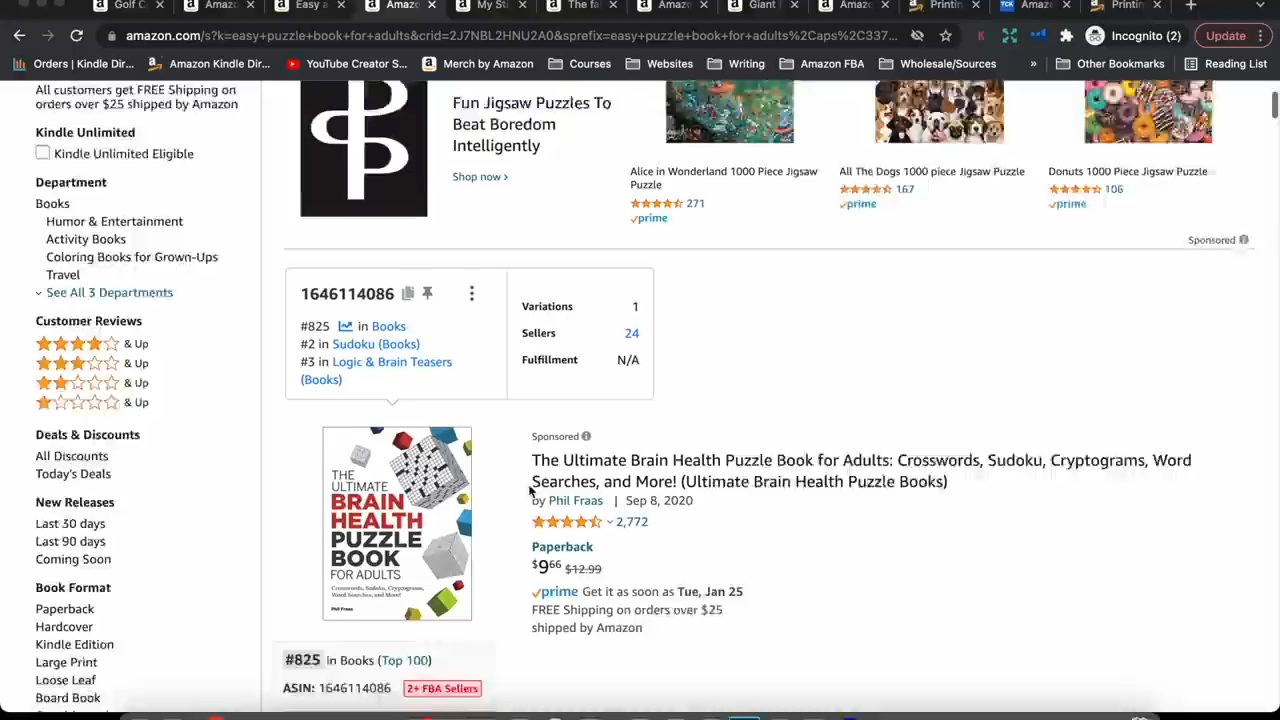 Golf C
Amazo
Easy a
Amazo
My St
The fa
Amazo
Giant
Amazo
Printin
Amazo
Printin
amazon.com/s?k=easy+puzzle+book+for+adults&crid=2J7NBL2HNU2A0&sprefix=easy+puzzle+book+for+adults%2Caps%2C337...
Incognito (2)
Update
Orders | Kindle Dir...
Amazon Kindle Dir...
YouTube Creator S...
Merch by Amazon
Courses
Websites
Writing
Amazon FBA
Wholesale/Sources
»
Other Bookmarks
Reading List
All customers get FREE Shipping on
orders over $25 shipped by Amazon
Kindle Unlimited
Kindle Unlimited Eligible
Department
Books
Humor & Entertainment
Activity Books
Coloring Books for Grown-Ups
Travel
See All 3 Departments
Customer Reviews
& Up
& Up
& Up
& Up
Deals & Discounts
All Discounts
Today's Deals
New Releases
Last 30 days
Last 90 days
Coming Soon
Book Format
Paperback
Hardcover
Kindle Edition
Large Print
Loose Leaf
Board Book
Fun Jigsaw Puzzles To
Beat Boredom
Intelligently
Shop now ›
Alice in Wonderland 1000 Piece Jigsaw
Puzzle
271
prime
All The Dogs 1000 piece Jigsaw Puzzle
167
prime
Donuts 1000 Piece Jigsaw Puzzle
106
prime
Sponsored
1646114086
#825 in Books
#2 in Sudoku (Books)
#3 in Logic & Brain Teasers
(Books)
Variations 1
Sellers 24
Fulfillment N/A
THE
ULTIMATE
BRAIN
HEALTH
PUZZLE
BOOK
FOR ADULTS
Crosswords, Sudoku, Cryptograms,
Word Searches, and More!
Phil Fraas
Sponsored
The Ultimate Brain Health Puzzle Book for Adults: Crosswords, Sudoku, Cryptograms, Word
Searches, and More! (Ultimate Brain Health Puzzle Books)
by Phil Fraas | Sep 8, 2020
2,772
Paperback
$9.66 $12.99
prime Get it as soon as Tue, Jan 25
FREE Shipping on orders over $25
shipped by Amazon
#825 in Books (Top 100)
ASIN: 1646114086 2+ FBA Sellers